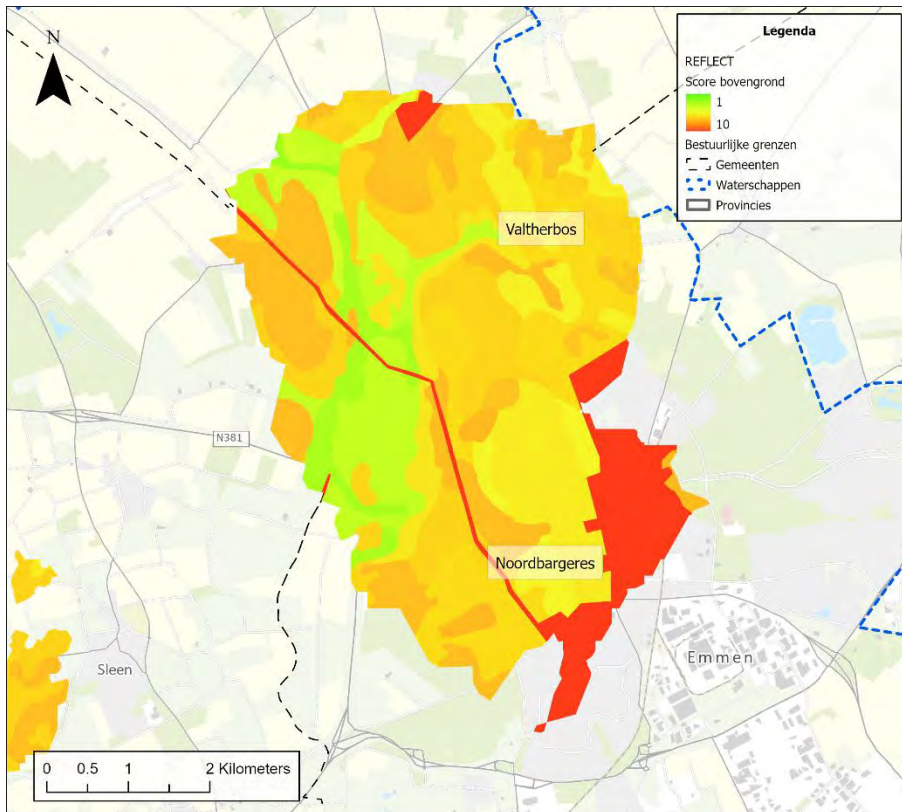 N
Legenda
REFLECT
Score bovengrond
1
10
Bestuurlijke grenzen
Gemeenten
Waterschappen
Provincies
Valtherbos
N381
Noordbargeres
Sleen
Emmen
0 0.5 1 2 Kilometers